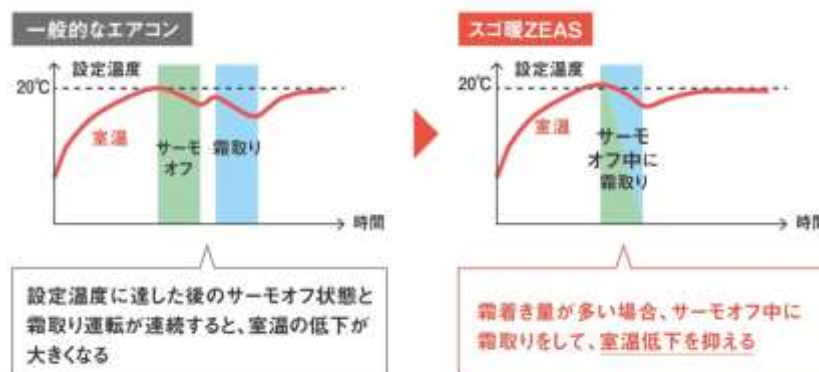 一般的なエアコン
設定温度
20℃
室温
サーモ
オフ
霜取り
時間
設定温度に達した後のサーモオフ状態と
霜取り運転が連続すると、室温の低下が
大きくなる
スゴ暖ZEAS
設定温度
20℃
室温
サーモ
オフ中に
霜取り
時間
霜着き量が多い場合、サーモオフ中に
霜取りをして、室温低下を抑える